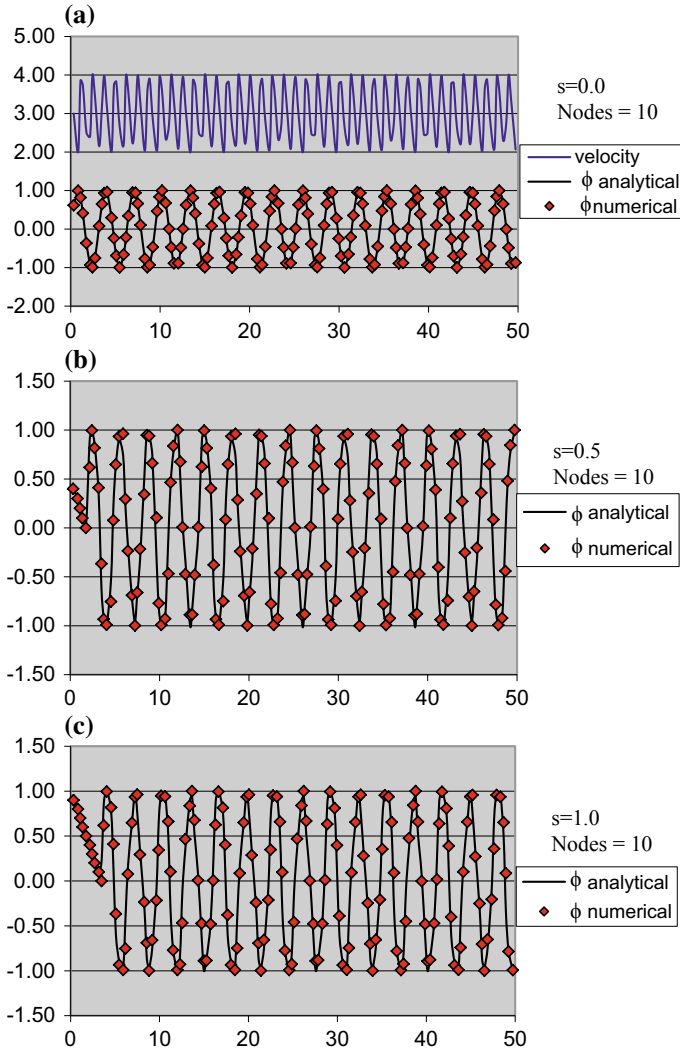 (a)
5.00
4.00
3.00
2.00
1.00
0.00
-1.00
-2.00
0 10 20 30 40 50
s=0.0
Nodes = 10
velocity
ϕ analytical
ϕ numerical
(b)
1.50
1.00
0.50
0.00
-0.50
-1.00
-1.50
0 10 20 30 40 50
s=0.5
Nodes = 10
ϕ analytical
ϕ numerical
(c)
1.50
1.00
0.50
0.00
-0.50
-1.00
-1.50
0 10 20 30 40 50
s=1.0
Nodes = 10
ϕ analytical
ϕ numerical